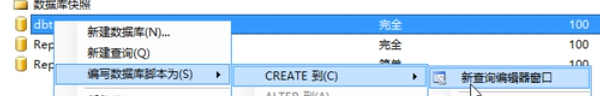 数据库快照
dbt 完全 100
新建数据库(N)...
Rep 新建查询(Q) 完全 100
Rep 编写数据库脚本为(S) CREATE 到(C) 新查询编辑器窗口 100
ALTER 到(A)